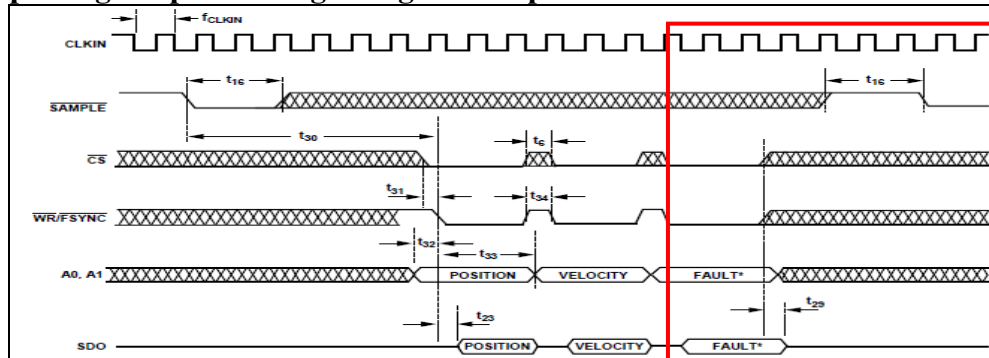 fCLKIN
CLKIN
t16
t16
SAMPLE
t30
t6
CS
t31
t34
WR/FSYNC
t32
t33
A0, A1
POSITION
VELOCITY
FAULT*
t23
t29
SDO
POSITION
VELOCITY
FAULT*